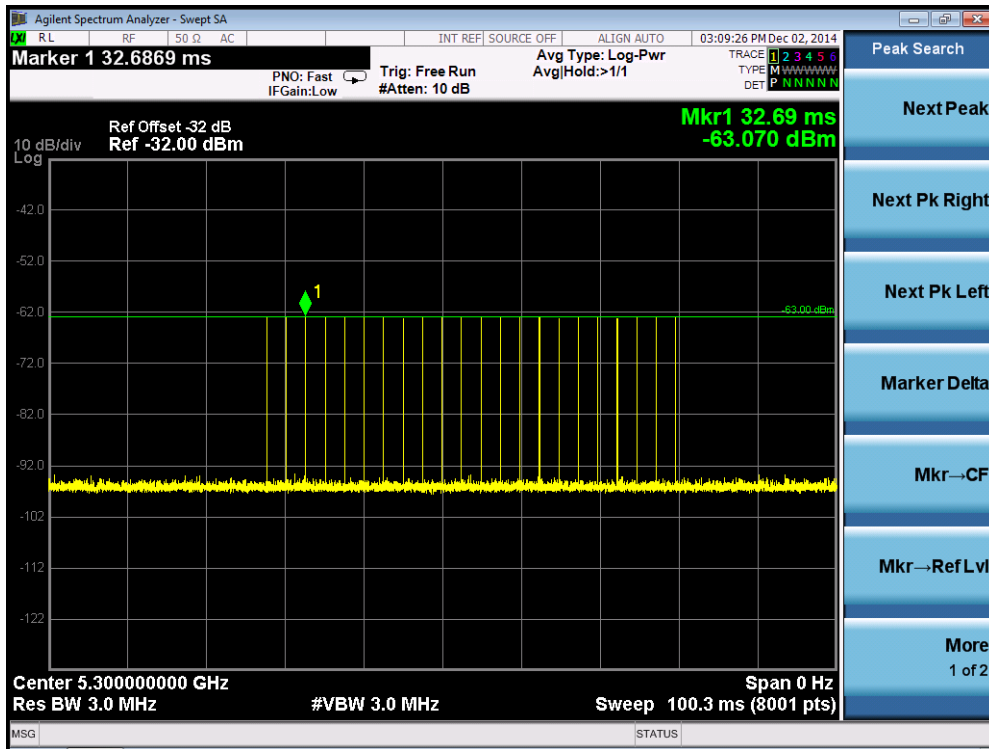 Agilent Spectrum Analyzer - Swept SA
LXI RL RF 50 Ω AC INT REF SOURCE OFF ALIGN AUTO 03:09:26 PM Dec 02, 2014
Marker 1 32.6869 ms
PNO: Fast
IFGain:Low
Trig: Free Run
#Atten: 10 dB
Avg Type: Log-Pwr
Avg|Hold:>1/1
TRACE 1 2 3 4 5 6
TYPE M WWWWW
DET P N N N N N
Mkr1 32.69 ms
-63.070 dBm
Ref Offset -32 dB
10 dB/div Ref -32.00 dBm
Log
-42.0
-52.0
1
-62.0
-63.00 dBm
-72.0
-82.0
-92.0
-102
-112
-122
Center 5.300000000 GHz Span 0 Hz
Res BW 3.0 MHz #VBW 3.0 MHz Sweep 100.3 ms (8001 pts)
MSG STATUS
Peak Search
Next Peak
Next Pk Right
Next Pk Left
Marker Delta
Mkr→CF
Mkr→Ref Lvl
More
1 of 2